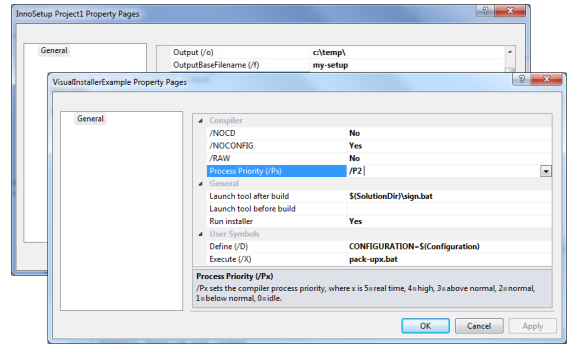 InnoSetup Project1 Property Pages
General
Output (/o) c:\temp\
OutputBaseFilename (/f) my-setup
VisualInstallerExample Property Pages
General
Compiler
/NOCD No
/NOCONFIG Yes
/RAW No
Process Priority (/Px) /P2
General
Launch tool after build $(SolutionDir)\sign.bat
Launch tool before build
Run installer Yes
User Symbols
Define (/D) CONFIGURATION=$(Configuration)
Execute (/X) pack-upx.bat
Process Priority (/Px)
/Px sets the compiler process priority, where x is 5=real time, 4=high, 3=above normal, 2=normal,
1=below normal, 0=idle.
OK Cancel Apply